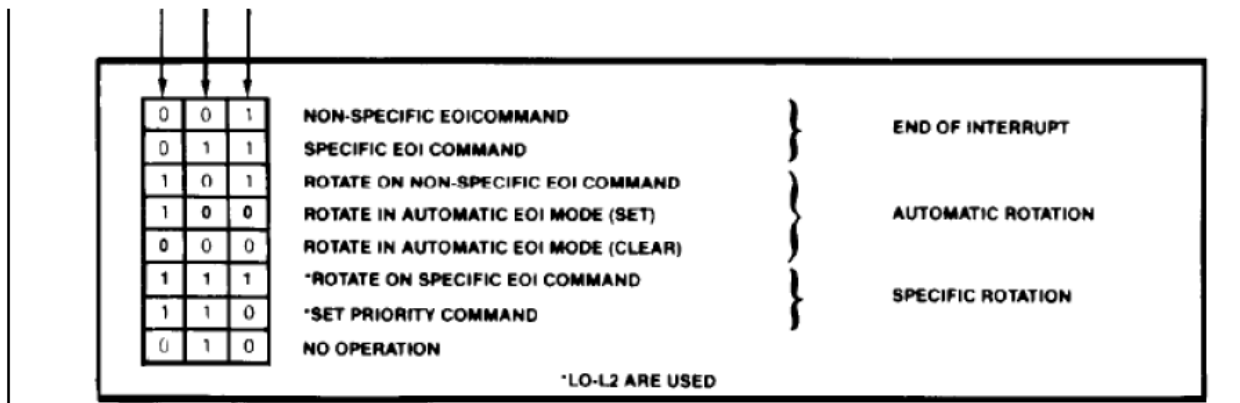 0 0 1 NON-SPECIFIC EOICOMMAND
END OF INTERRUPT
0 1 1 SPECIFIC EOI COMMAND
1 0 1 ROTATE ON NON-SPECIFIC EOI COMMAND
1 0 0 ROTATE IN AUTOMATIC EOI MODE (SET)
AUTOMATIC ROTATION
0 0 0 ROTATE IN AUTOMATIC EOI MODE (CLEAR)
1 1 1 *ROTATE ON SPECIFIC EOI COMMAND
SPECIFIC ROTATION
1 1 0 *SET PRIORITY COMMAND
0 1 0 NO OPERATION
*LO-L2 ARE USED